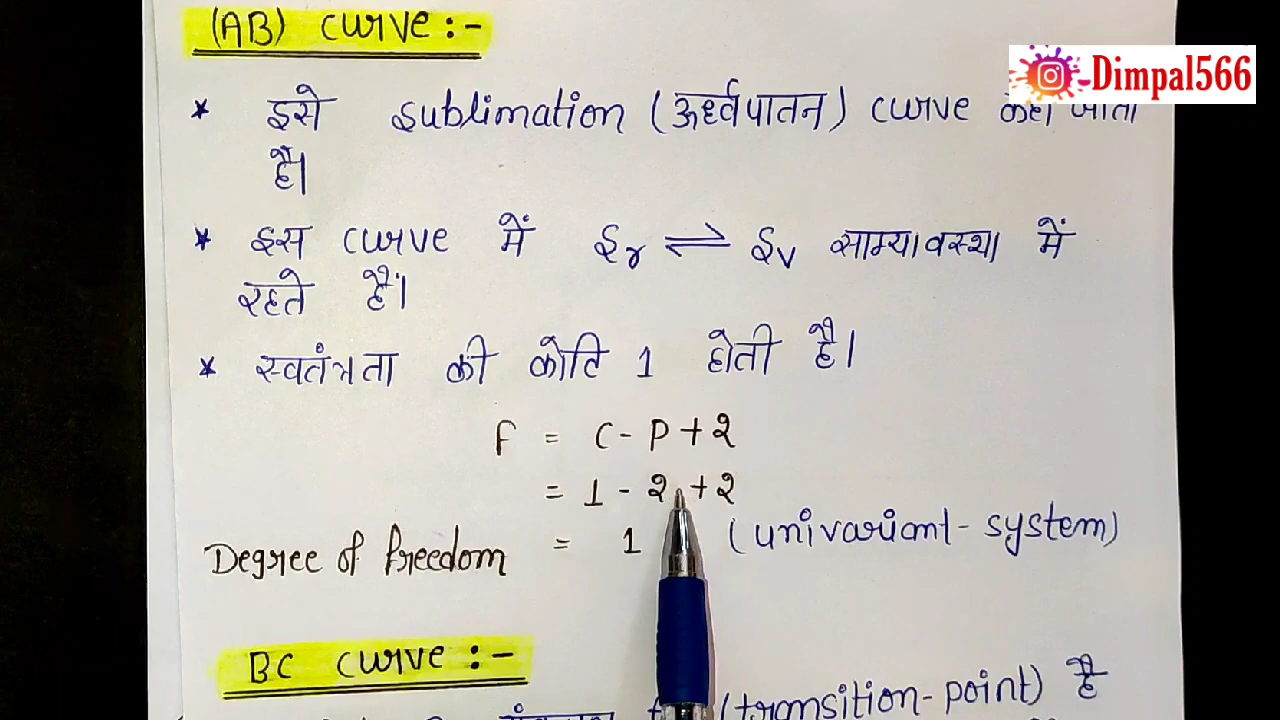 (AB) curve :-
Dimpal566
* इसे sublimation (ऊर्ध्वपातन) curve कहा जाता
है।
* इस curve में Sr ⇌ Sv साम्यावस्था में
रहते हैं।
* स्वतंत्रता की कोटि 1 होती है।
F = C - P + 2
= 1 - 2 + 2
Degree of freedom = 1 (univariant - system)
BC curve :-
(transition-point) है